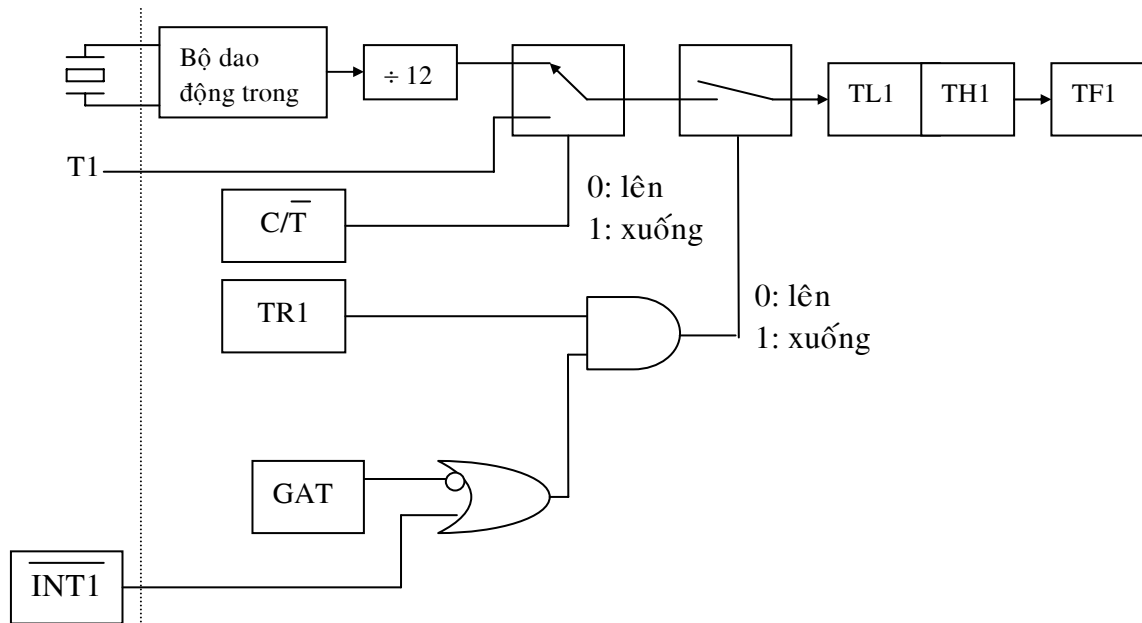 Bộ dao
động trong
÷ 12
TL1
TH1
TF1
T1
0: lên
1: xuống
C/T̅
TR1
0: lên
1: xuống
GAT
I̅N̅T̅1̅